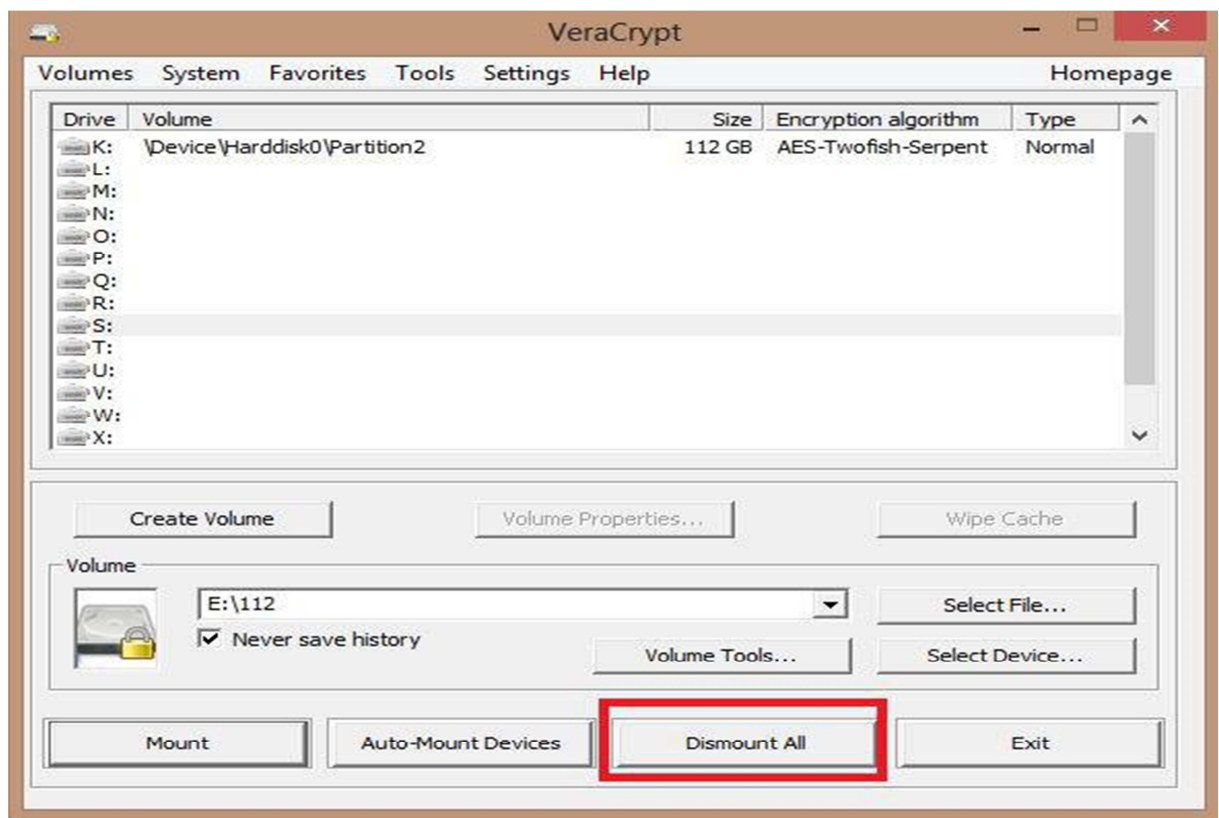 VeraCrypt
Volumes System Favorites Tools Settings Help Homepage
Drive Volume Size Encryption algorithm Type
K: \Device\Harddisk0\Partition2 112 GB AES-Twofish-Serpent Normal
L:
M:
N:
O:
P:
Q:
R:
S:
T:
U:
V:
W:
X:
Create Volume Volume Properties... Wipe Cache
Volume
E:\112 Select File...
Never save history
Volume Tools... Select Device...
Mount Auto-Mount Devices Dismount All Exit